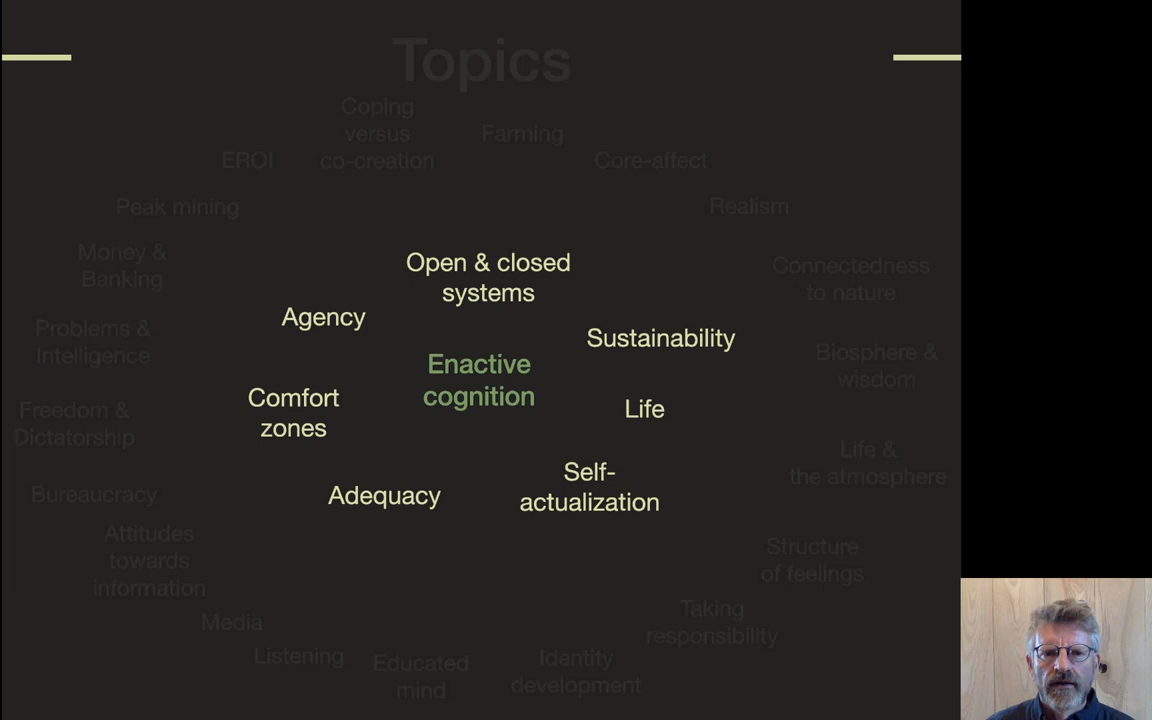 Topics
Coping
versus
co-creation
Farming
EROI
Core-affect
Peak mining
Realism
Money &
Banking
Open & closed
systems
Connectedness
to nature
Agency
Problems &
Intelligence
Sustainability
Enactive
cognition
Biosphere &
wisdom
Comfort
zones
Life
Freedom &
Dictatorship
Life &
the atmosphere
Self-
actualization
Adequacy
Bureaucracy
Attitudes
towards
information
Structure
of feelings
Media
Taking
responsibility
Listening
Educated
mind
Identity
development